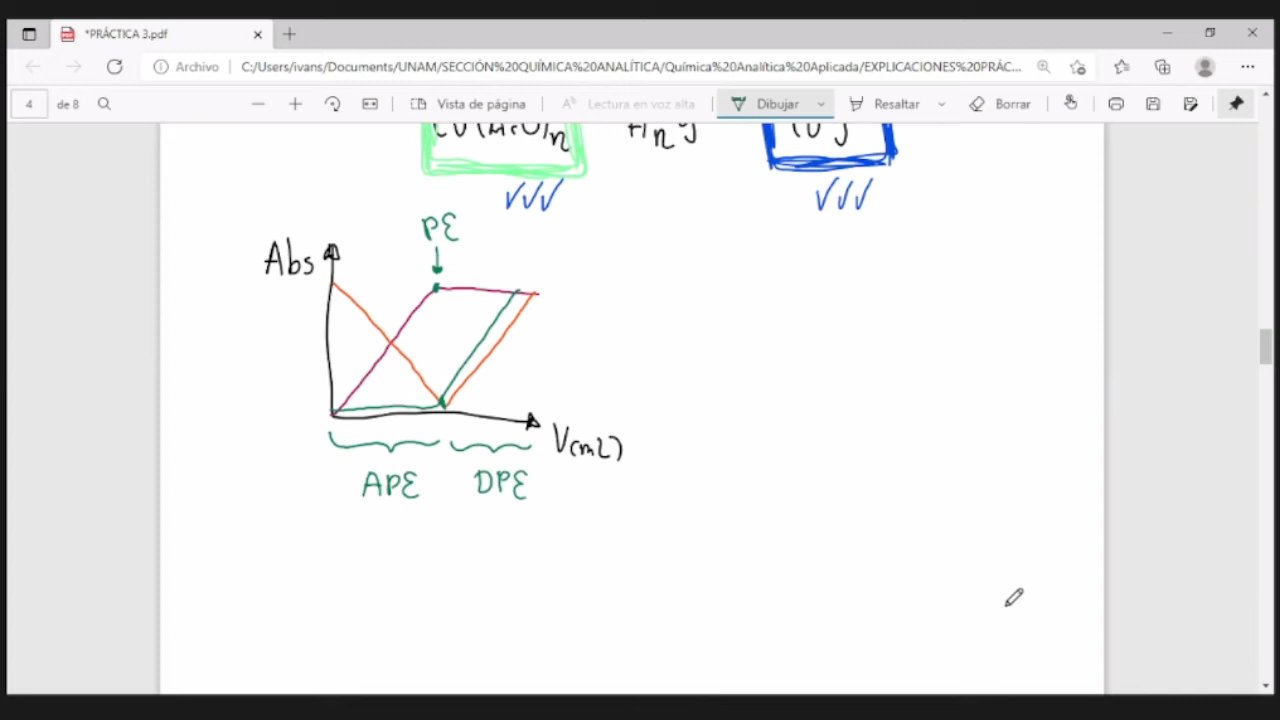 *PRÁCTICA 3.pdf
Archivo C:/Users/ivans/Documents/UNAM/SECCIÓN%20QUÍMICA%20ANALÍTICA/Química%20Analítica%20Aplicada/EXPLICACIONES%20PRÁC...
4 de 8 Vista de página Lectura en voz alta Dibujar Resaltar Borrar
PE
Abs
V(mL)
APE DPE